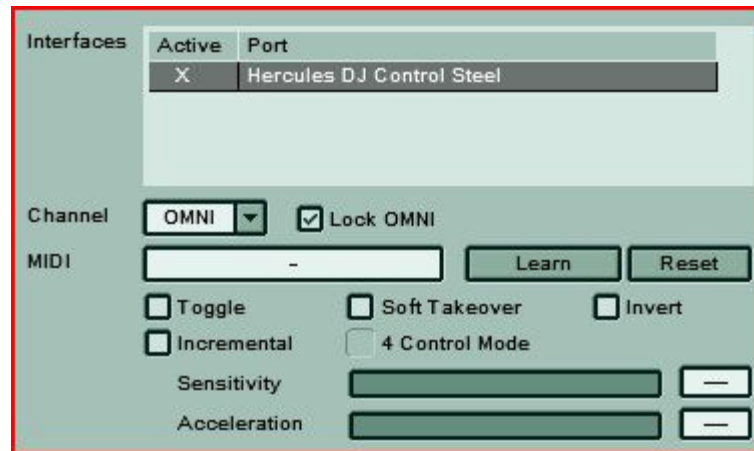 Interfaces Active Port
X Hercules DJ Control Steel
Channel OMNI Lock OMNI
MIDI - Learn Reset
Toggle Soft Takeover Invert
Incremental 4 Control Mode
Sensitivity —
Acceleration —